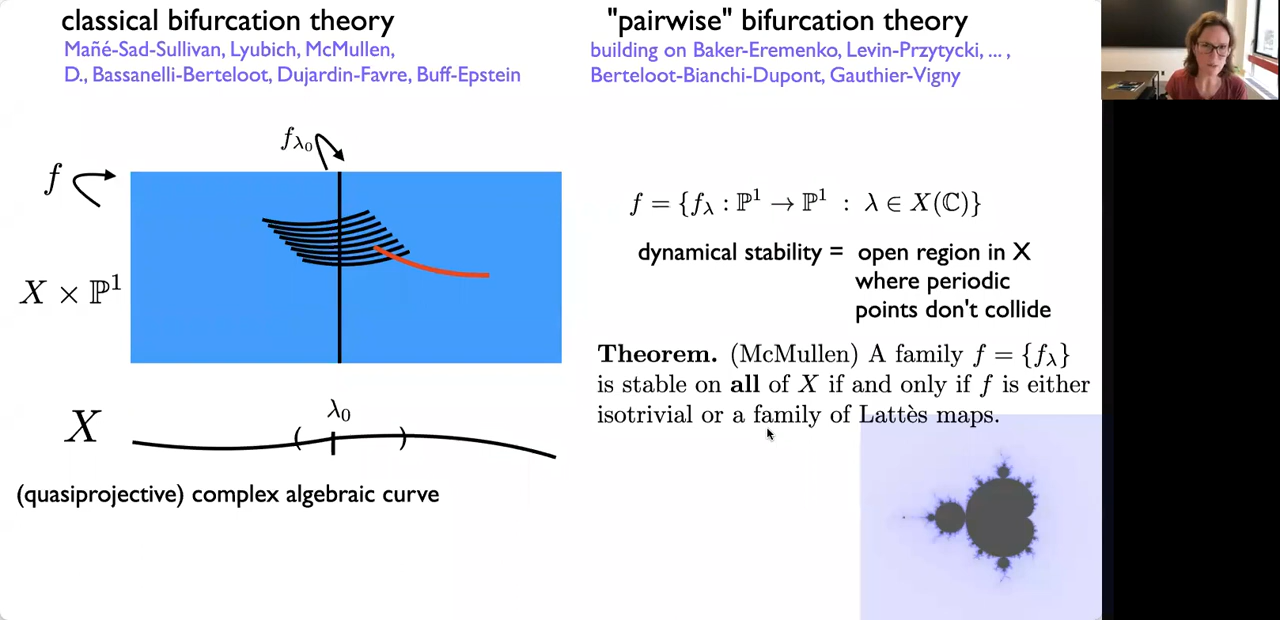 classical bifurcation theory
Mañé-Sad-Sullivan, Lyubich, McMullen,
D., Bassanelli-Berteloot, Dujardin-Favre, Buff-Epstein
"pairwise" bifurcation theory
building on Baker-Eremenko, Levin-Przytycki, ... ,
Berteloot-Bianchi-Dupont, Gauthier-Vigny
f_{λ_0}
f
X × ℙ¹
X
λ_0
(quasiprojective) complex algebraic curve
f = {f_λ : ℙ¹ → ℙ¹ : λ ∈ X(ℂ)}
dynamical stability = open region in X
where periodic
points don't collide
Theorem. (McMullen) A family f = {f_λ}
is stable on all of X if and only if f is either
isotrivial or a family of Lattès maps.